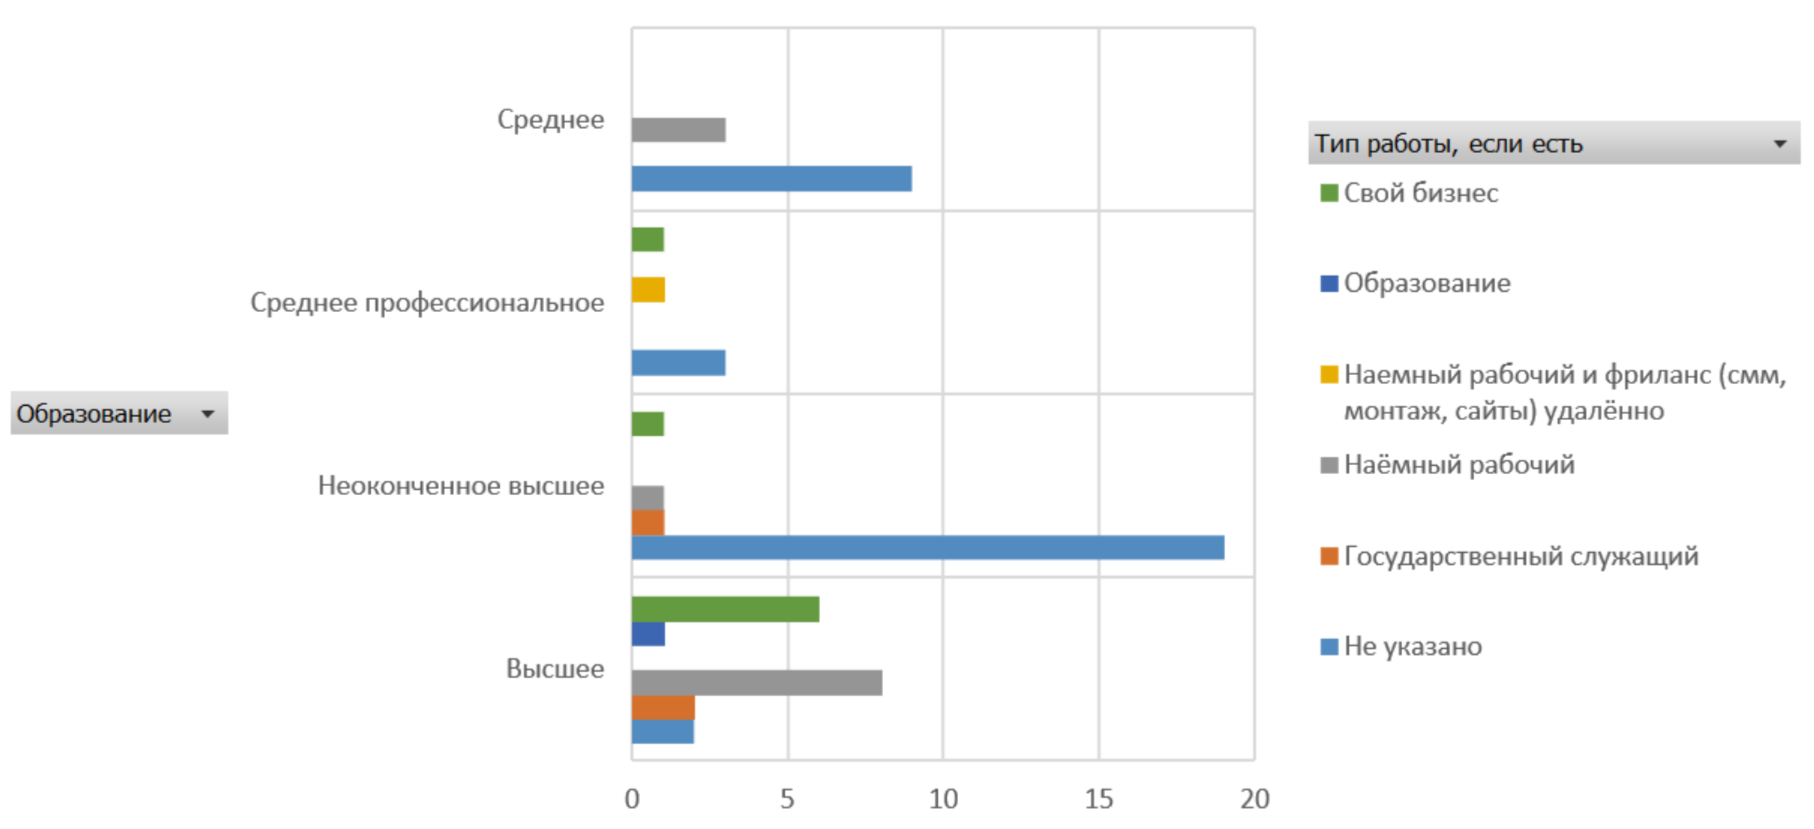 Среднее
Среднее профессиональное
Неоконченное высшее
Высшее
Образование
0 5 10 15 20
Тип работы, если есть
Свой бизнес
Образование
Наемный рабочий и фриланс (смм,
монтаж, сайты) удалённо
Наёмный рабочий
Государственный служащий
Не указано